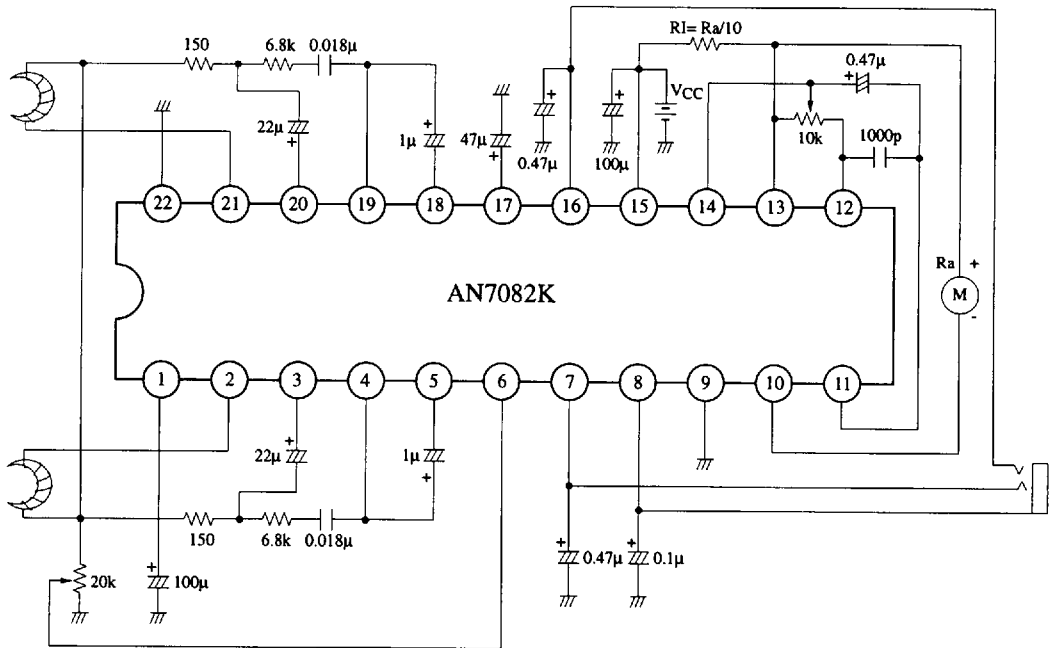 RI= Ra/10
150
6.8k
0.018µ
0.47µ
+
+
+
VCC
22µ
+
+
1µ
47µ
+
0.47µ
100µ
10k
1000p
22
21
20
19
18
17
16
15
14
13
12
AN7082K
Ra
+
M
-
1
2
3
4
5
6
7
8
9
10
11
+
22µ
1µ
+
150
6.8k
0.018µ
20k
+
100µ
+
0.47µ
+
0.1µ